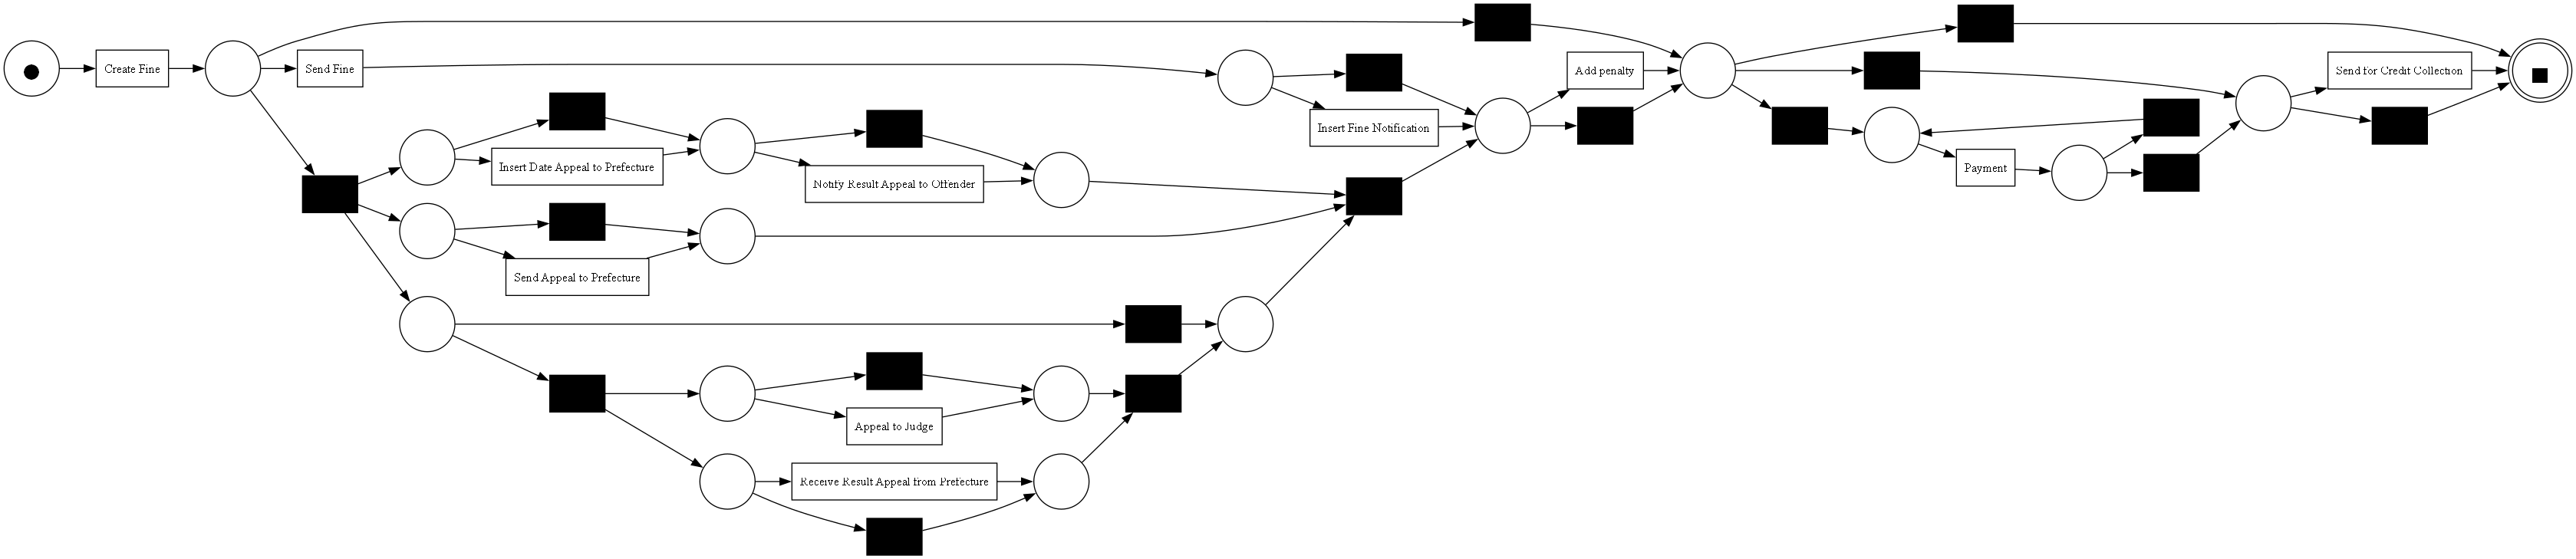 Create Fine
Send Fine
Insert Date Appeal to Prefecture
Notify Result Appeal to Offender
Send Appeal to Prefecture
Appeal to Judge
Receive Result Appeal from Prefecture
Insert Fine Notification
Add penalty
Payment
Send for Credit Collection